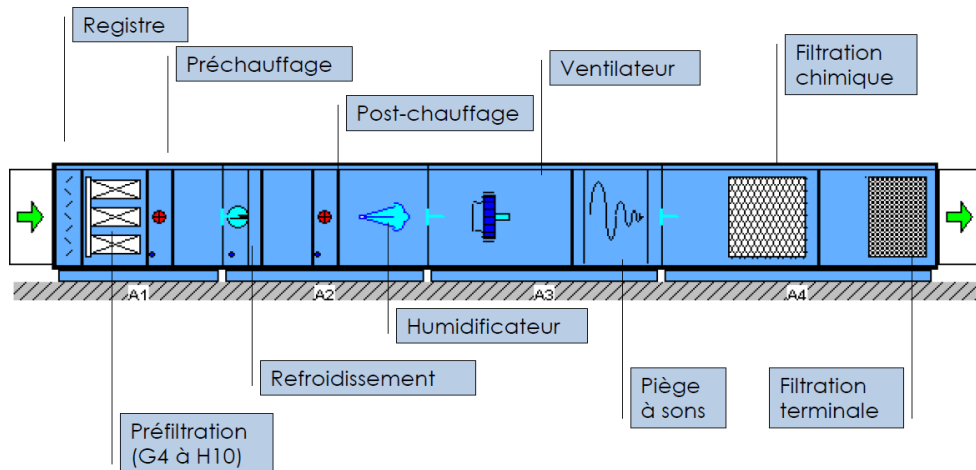 Registre
Préchauffage
Ventilateur
Filtration
chimique
Post-chauffage
A1
A2
A3
A4
Humidificateur
Refroidissement
Piège
à sons
Filtration
terminale
Préfiltration
(G4 à H10)